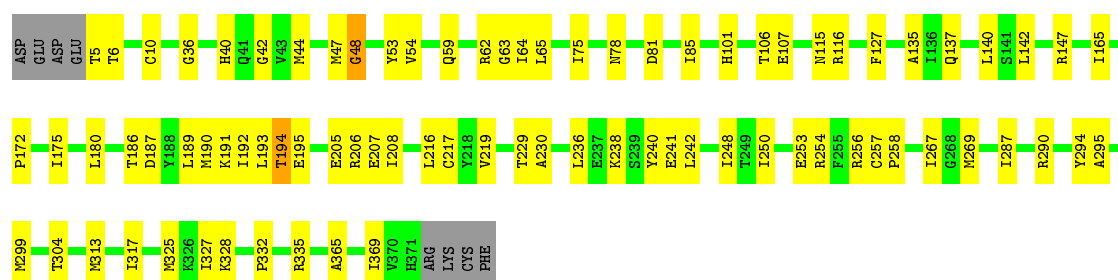 ASP GLU ASP GLU T5 T6 C10 G36 H40 Q41 G42 V43 M44 M47 G48 Y53 V54 Q59 R62 G63 I64 L65 I75 N78 D81 I85 H101 T106 E107 N115 R116 F127 A135 I136 Q137 L140 S141 L142 R147 I165
P172 I175 L180 T186 D187 Y188 L189 M190 K191 I192 L193 T194 E195 E205 R206 E207 I208 L216 C217 Y218 V219 T229 A230 L236 E237 K238 S239 Y240 E241 L242 I248 T249 I250 E253 R254 F255 R256 C257 P258 I267 G268 M269 I287 R290 Y294 A295
M299 T304 M313 I317 M325 K326 I327 K328 P332 R335 A365 I369 V370 H371 ARG LYS CYS PHE